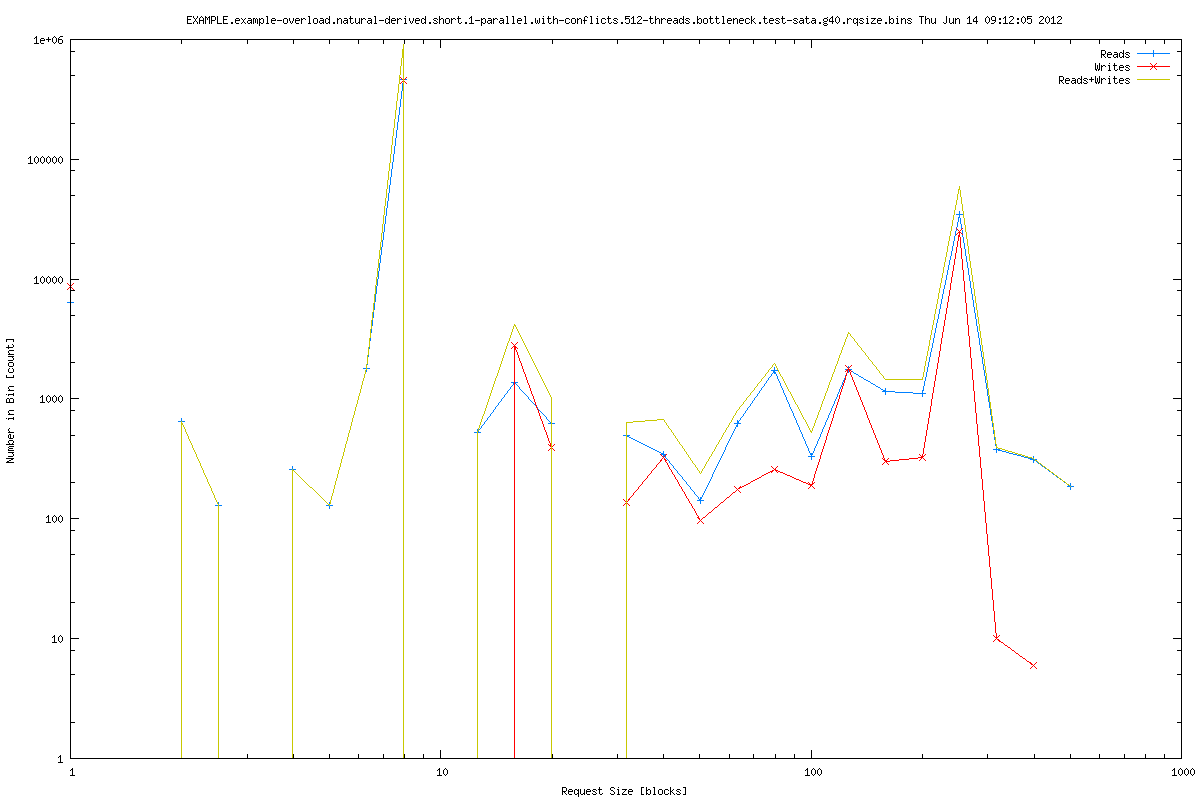 EXAMPLE.example-overload.natural-derived.short.1-parallel.with-conflicts.512-threads.bottleneck.test-sata.g40.rqsize.bins Thu Jun 14 09:12:05 2012
Reads
Writes
Reads+Writes
1e+06
100000
10000
1000
100
10
1
Number in Bin [count]
1
10
100
1000
Request Size [blocks]